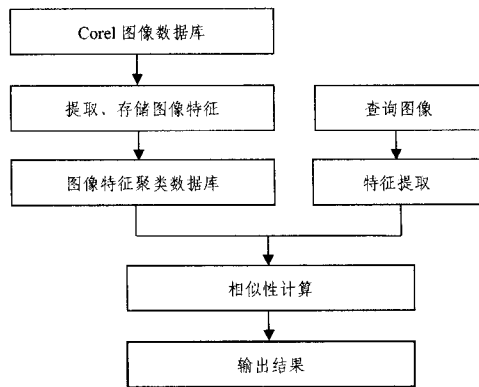 Corel 图像数据库
提取、存储图像特征
查询图像
图像特征聚类数据库
特征提取
相似性计算
输出结果